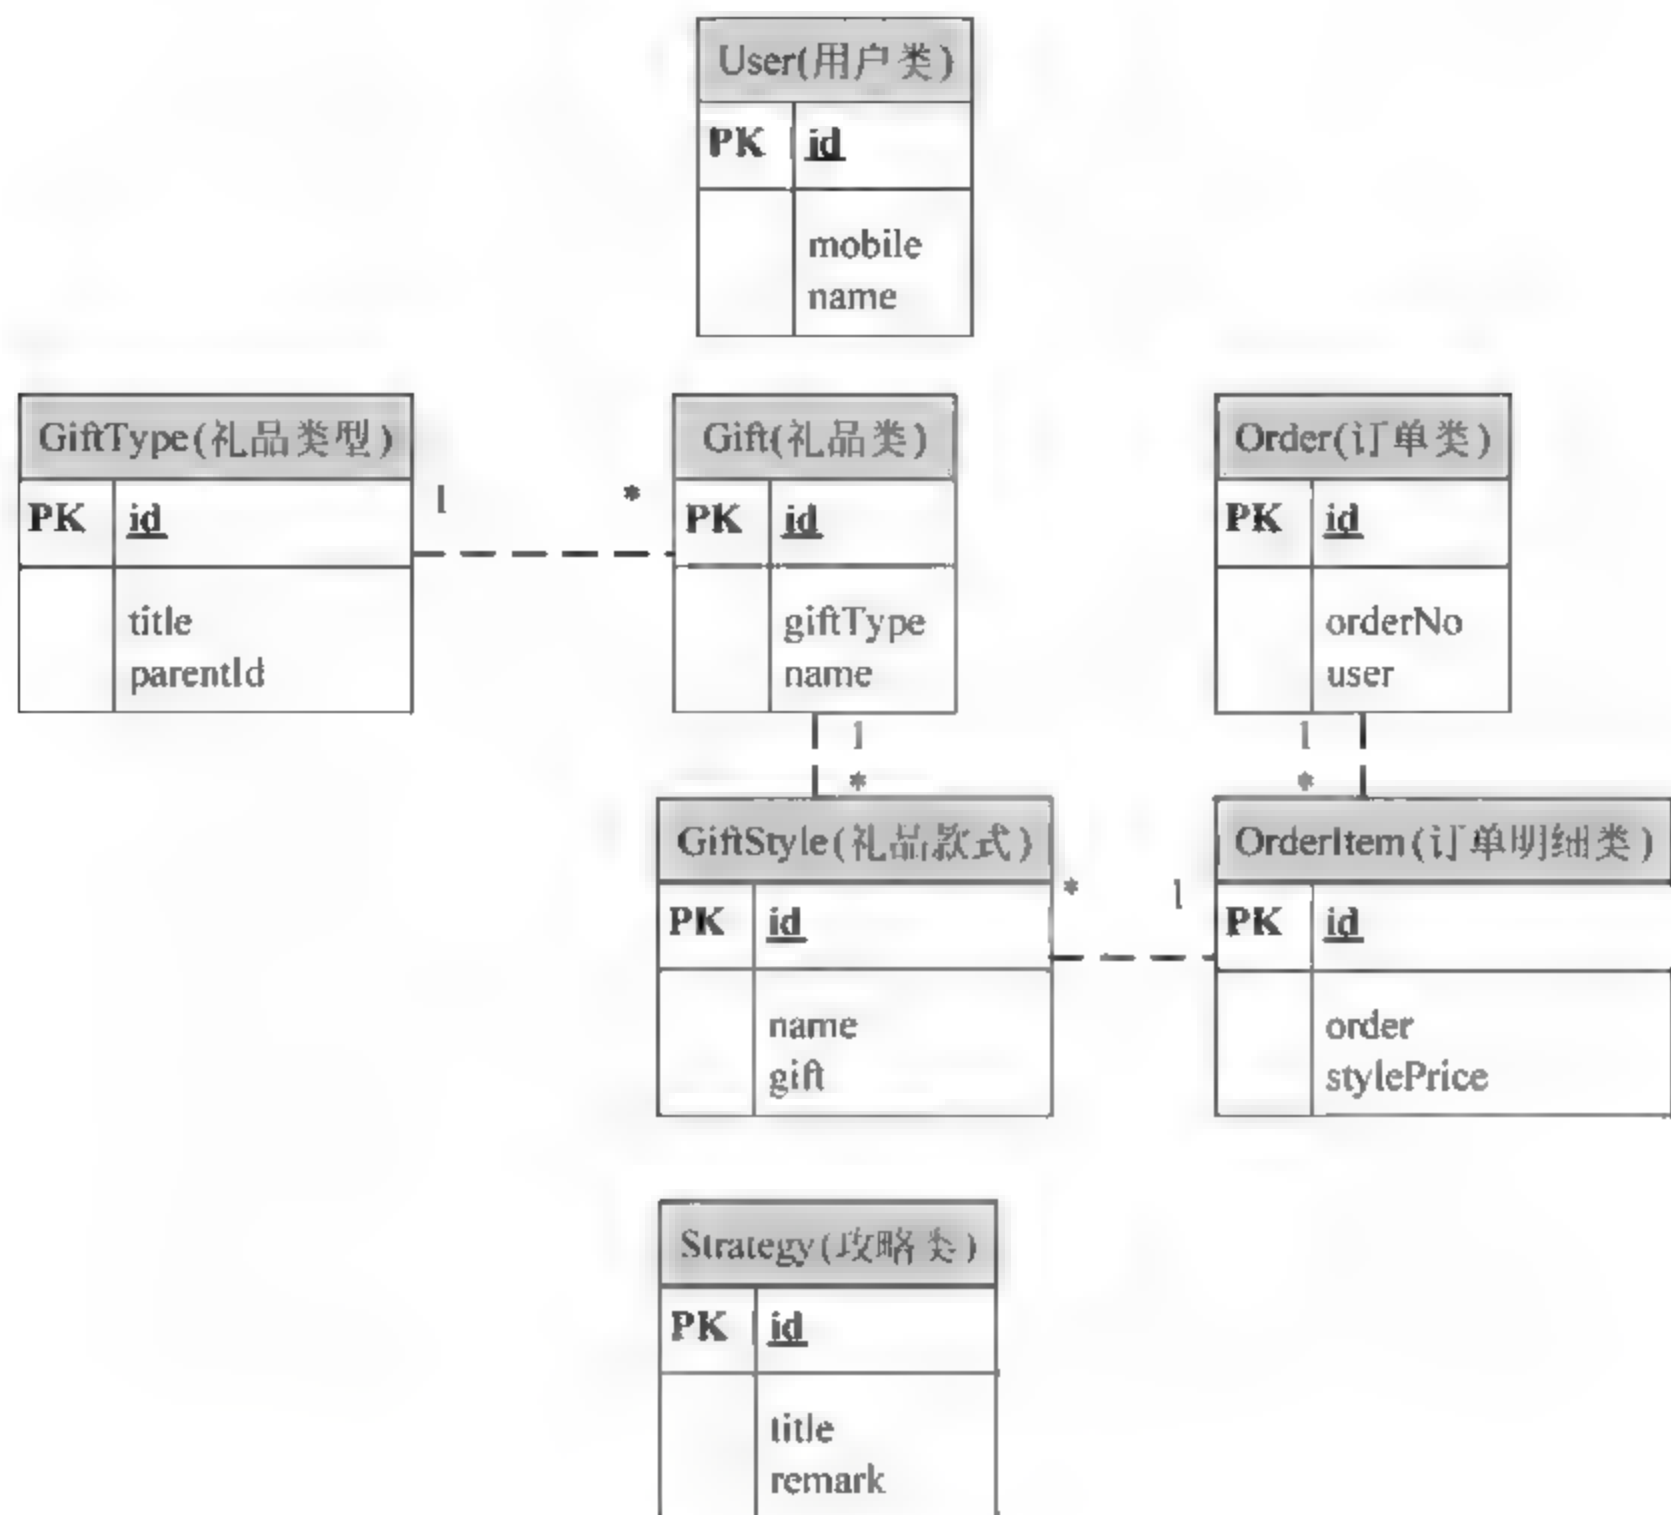 User(用户类)
PK id
mobile
name
GiftType(礼品类型)
PK id
title
parentId
1 *
Gift(礼品类)
PK id
giftType
name
Order(订单类)
PK id
orderNo
user
1
*
1
*
GiftStyle(礼品款式)
PK id
name
gift
* 1
OrderItem(订单明细类)
PK id
order
stylePrice
Strategy(攻略类)
PK id
title
remark